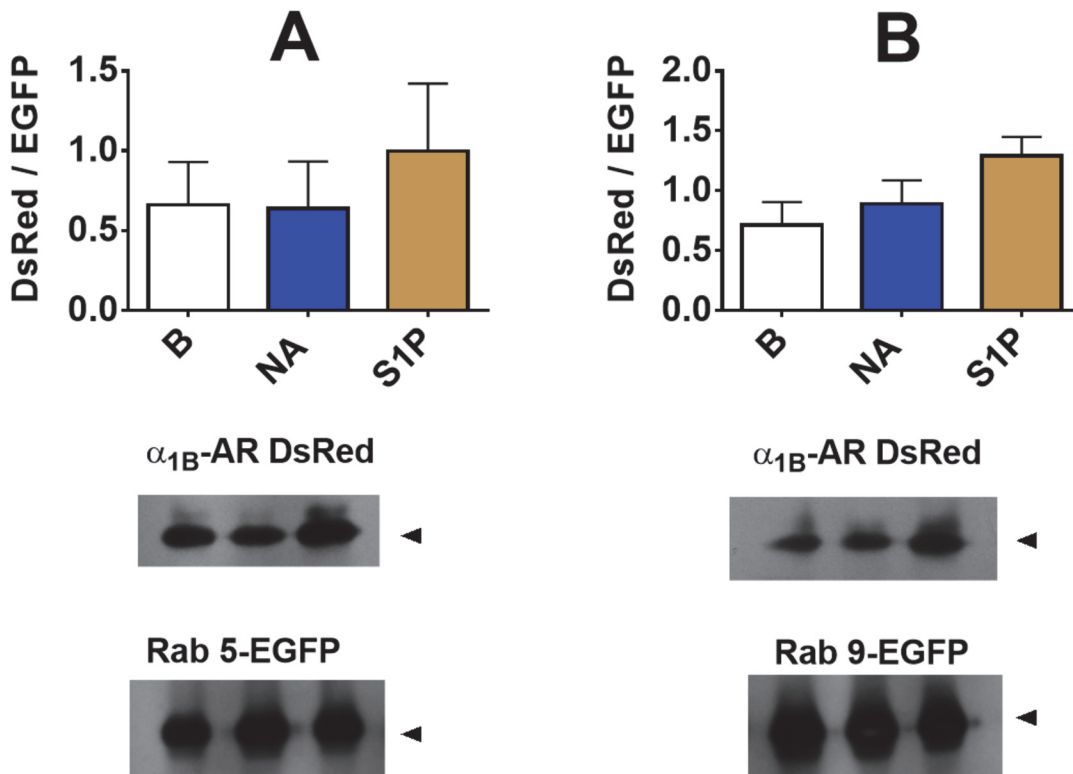 A
DsRed / EGFP
1.5
1.0
0.5
0.0
B
NA
S1P
α1B-AR DsRed
Rab 5-EGFP
B
DsRed / EGFP
2.0
1.5
1.0
0.5
0.0
B
NA
S1P
α1B-AR DsRed
Rab 9-EGFP